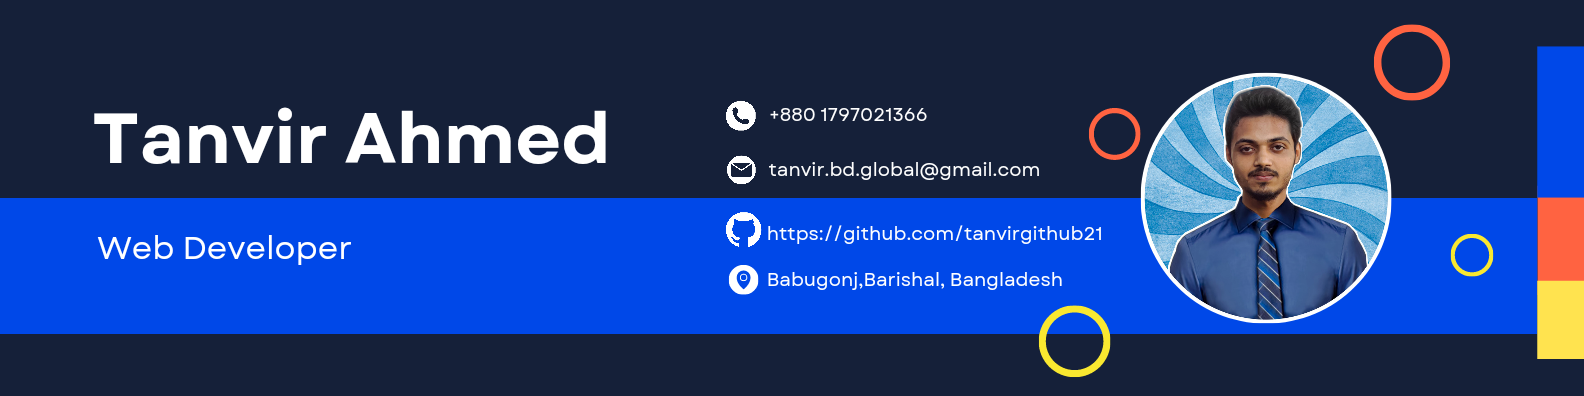 Tanvir Ahmed
Web Developer
+880 1797021366
tanvir.bd.global@gmail.com
https://github.com/tanvirgithub21
Babugonj,Barishal, Bangladesh